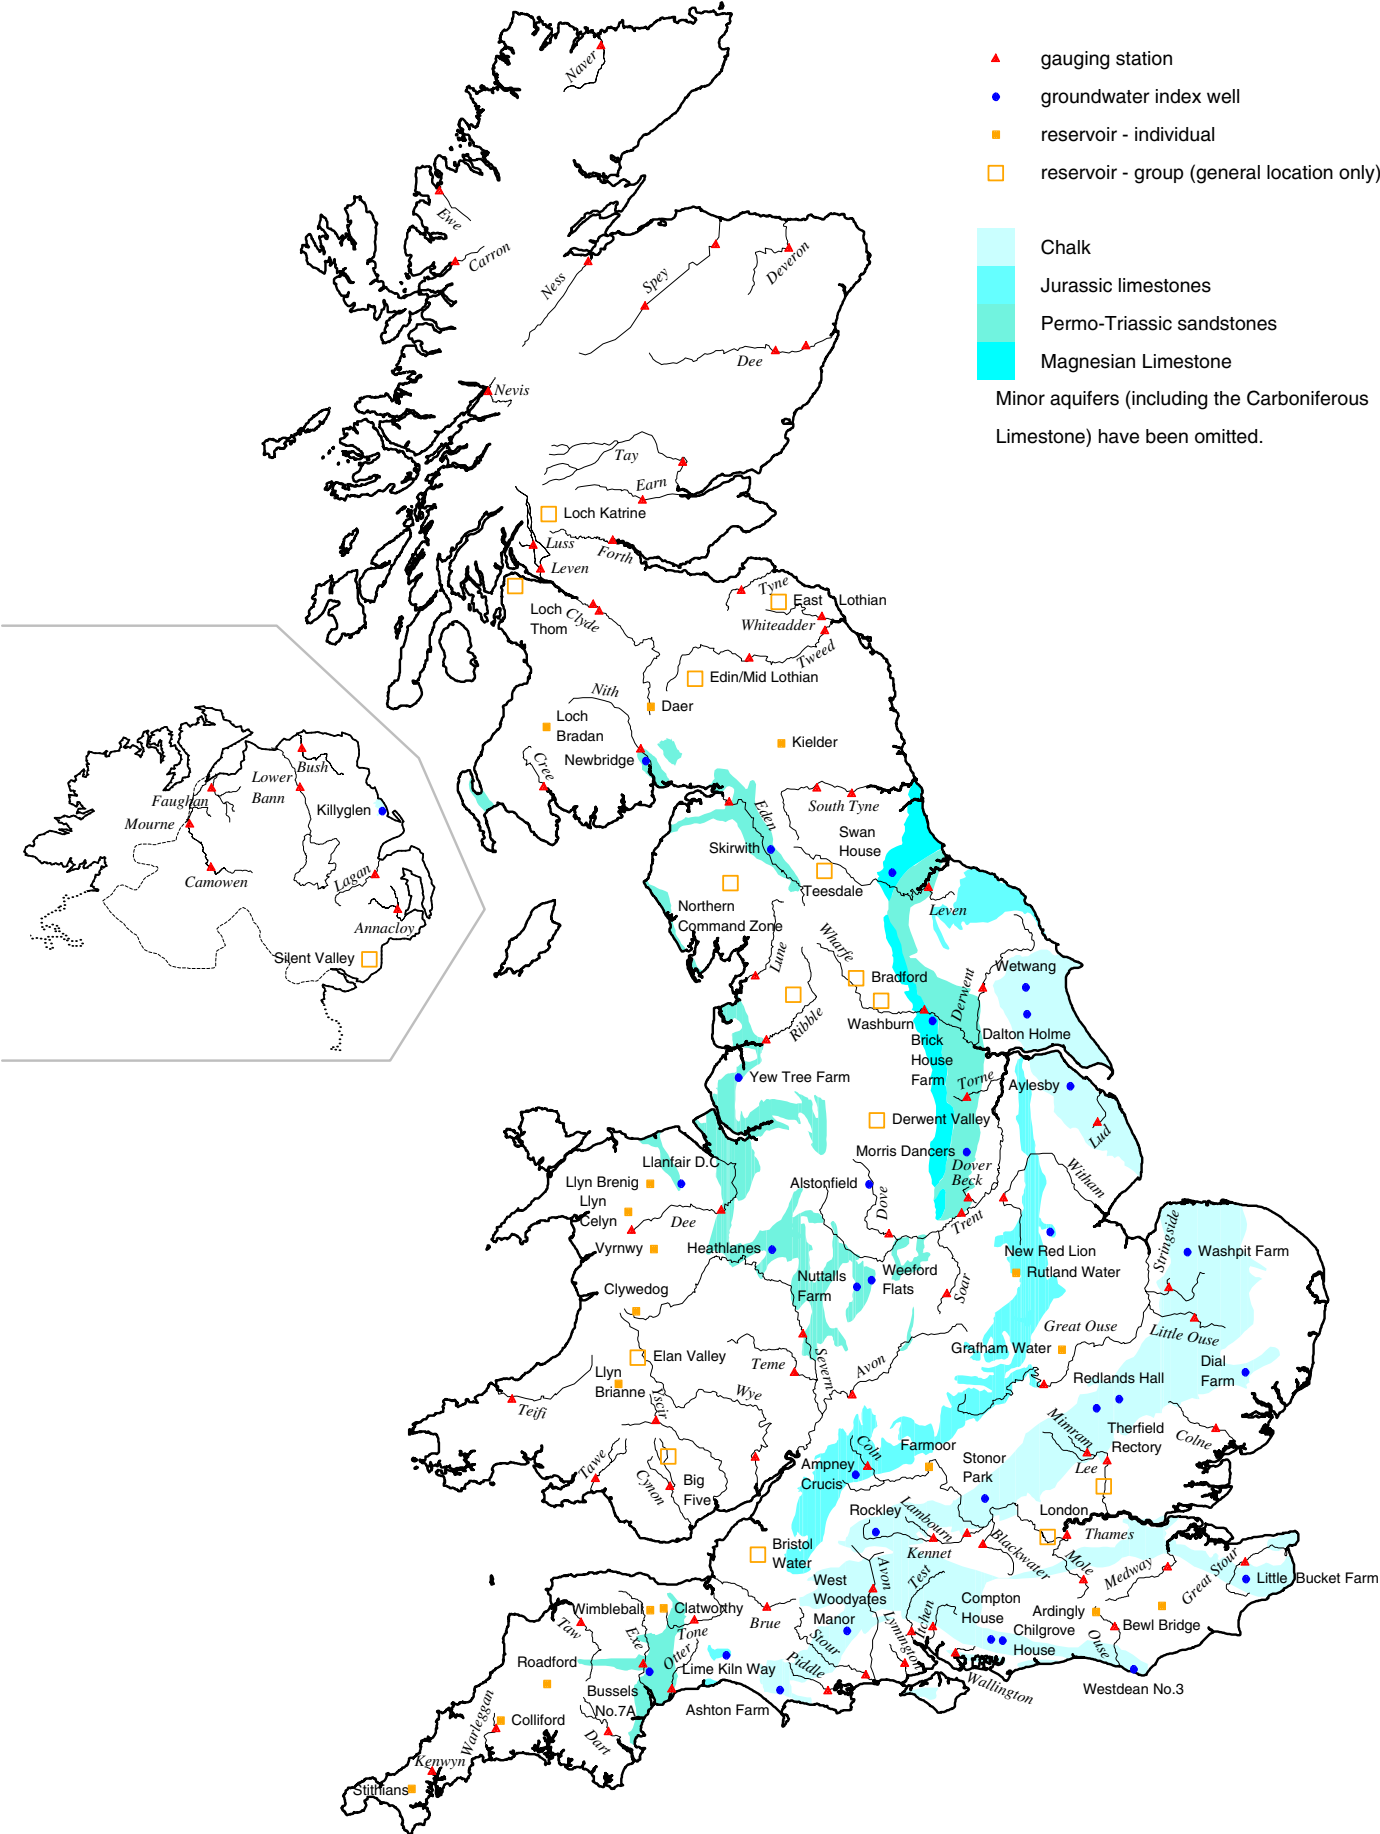 gauging station
groundwater index well
reservoir - individual
reservoir - group (general location only)
Chalk
Jurassic limestones
Permo-Triassic sandstones
Magnesian Limestone
Minor aquifers (including the Carboniferous
Limestone) have been omitted.
Naver
Ewe
Carron
Ness
Spey
Deveron
Dee
Nevis
Tay
Earn
Loch Katrine
Luss
Forth
Leven
Loch
Thom
Clyde
Tyne
East Lothian
Whiteadder
Tweed
Edin/Mid Lothian
Nith
Daer
Loch
Bradan
Kielder
Newbridge
Cree
Bush
Lower
Bann
Faughan
Killyglen
Mourne
Camowen
Lagan
Annacloy
Silent Valley
South Tyne
Eden
Swan
House
Skirwith
Teesdale
Leven
Northern
Command Zone
Lune
Wharfe
Bradford
Washburn
Derwent
Wetwang
Dalton Holme
Ribble
Brick
House
Farm
Yew Tree Farm
Torne
Aylesby
Lud
Derwent Valley
Morris Dancers
Dover
Beck
Witham
Llanfair D.C
Llyn Brenig
Llyn
Celyn
Dee
Alstonfield
Dove
Trent
Vyrnwy
Heathlanes
New Red Lion
Rutland Water
Stringside
Washpit Farm
Nuttalls
Farm
Weeford
Flats
Soar
Clywedog
Great Ouse
Little Ouse
Grafham Water
Elan Valley
Teme
Severn
Avon
Dial
Farm
Redlands Hall
Llyn
Brianne
Yscir
Wye
Teifi
Mimram
Therfield
Rectory
Colne
Lee
Tawe
Cynon
Big
Five
Coln
Farmoor
Ampney
Crucis
Stonor
Park
London
Rockley
Lambourn
Kennet
Blackwater
Thames
Mole
Medway
Great Stour
Little Bucket Farm
Bristol
Water
Avon
Test
West
Woodyates
Manor
Compton
House
Chilgrove
House
Ardingly
Bewl Bridge
Ouse
Wimbleball
Clatworthy
Taw
Exe
Tone
Otter
Brue
Stour
Lymington
Itchen
Roadford
Lime Kiln Way
Piddle
Wallington
Westdean No.3
Bussels
No.7A
Ashton Farm
Warleggan
Colliford
Dart
Kenwyn
Stithians